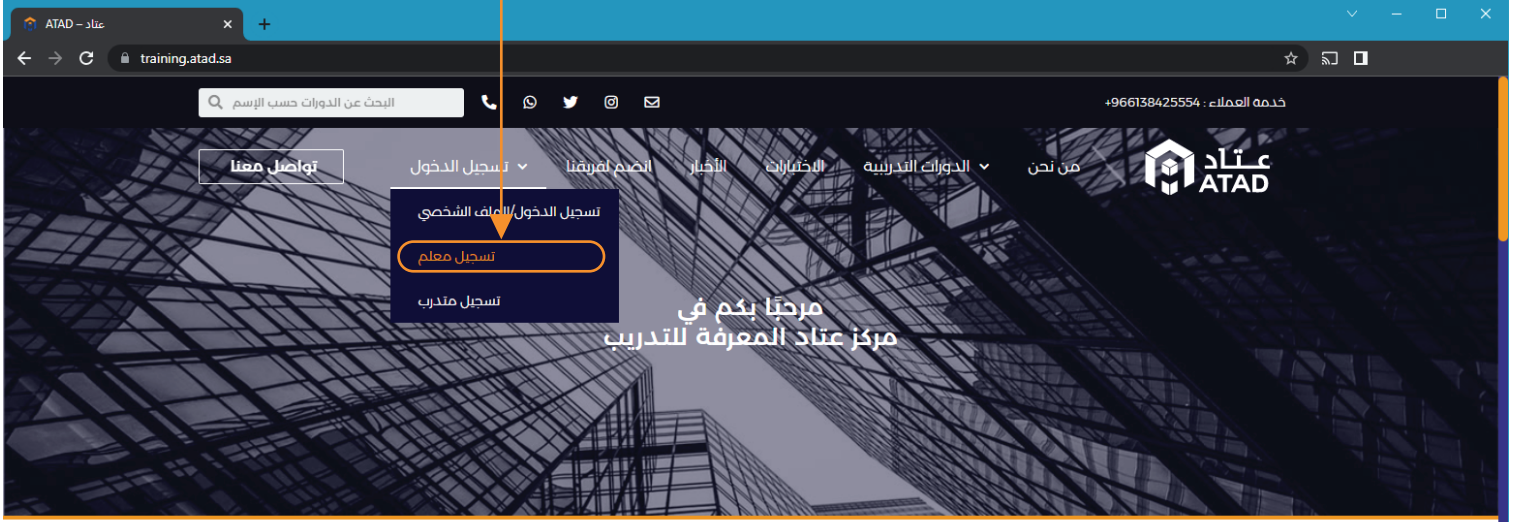 ATAD – عتاد
training.atad.sa
خدمة العملاء : 966138425554+
البحث عن الدورات حسب الإسم
عتاد
ATAD
من نحن
الدورات التدريبية
الاختبارات
الأخبار
انضم لفريقنا
تسجيل الدخول
تواصل معنا
تسجيل الدخول/الملف الشخصي
تسجيل معلم
تسجيل متدرب
مرحبًا بكم في
مركز عتاد المعرفة للتدريب